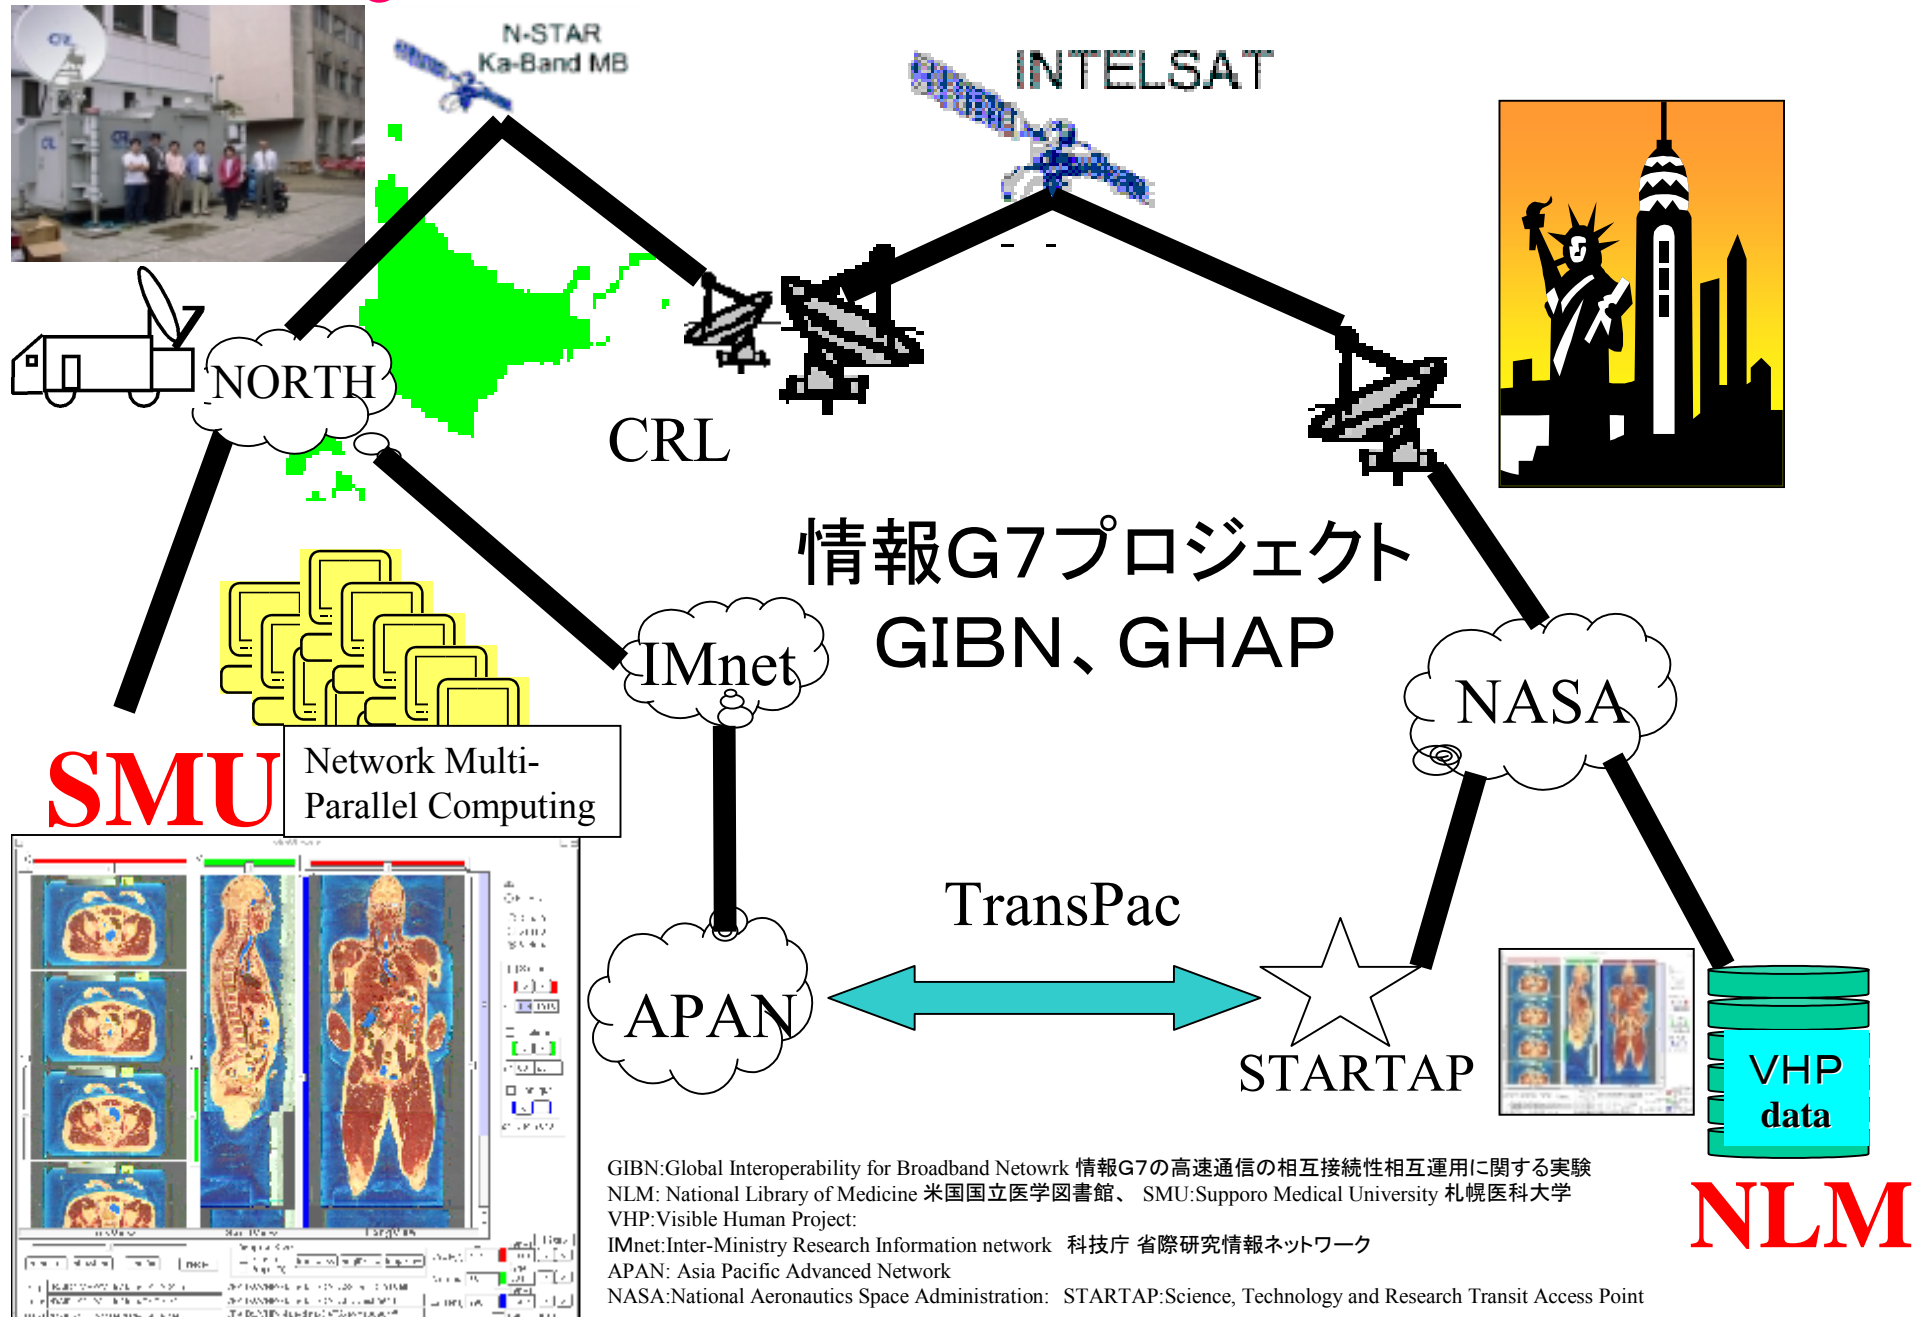 N-STAR
Ka-Band MB
INTELSAT
NORTH
CRL
情報G7プロジェクト
GIBN、GHAP
IMnet
NASA
SMU
Network Multi-
Parallel Computing
TransPac
APAN
STARTAP
VHP
data
NLM
GIBN:Global Interoperability for Broadband Netowrk 情報G7の高速通信の相互接続性相互運用に関する実験
NLM: National Library of Medicine 米国国立医学図書館、 SMU:Supporo Medical University 札幌医科大学
VHP:Visible Human Project:
IMnet:Inter-Ministry Research Information network 科技庁 省際研究情報ネットワーク
APAN: Asia Pacific Advanced Network
NASA:National Aeronautics Space Administration: STARTAP:Science, Technology and Research Transit Access Point